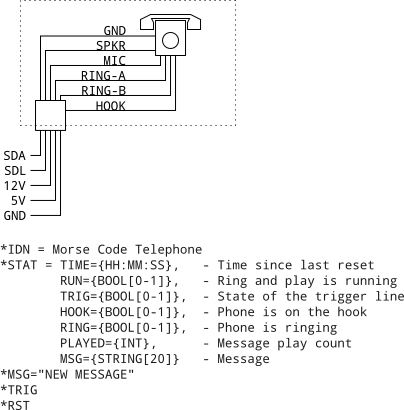 GND
SPKR
MIC
RING-A
RING-B
HOOK
SDA
SDL
12V
5V
GND
*IDN = Morse Code Telephone
*STAT = TIME={HH:MM:SS}, - Time since last reset
RUN={BOOL[0-1]}, - Ring and play is running
TRIG={BOOL[0-1]}, - State of the trigger line
HOOK={BOOL[0-1]}, - Phone is on the hook
RING={BOOL[0-1]}, - Phone is ringing
PLAYED={INT}, - Message play count
MSG={STRING[20]} - Message
*MSG="NEW MESSAGE"
*TRIG
*RST